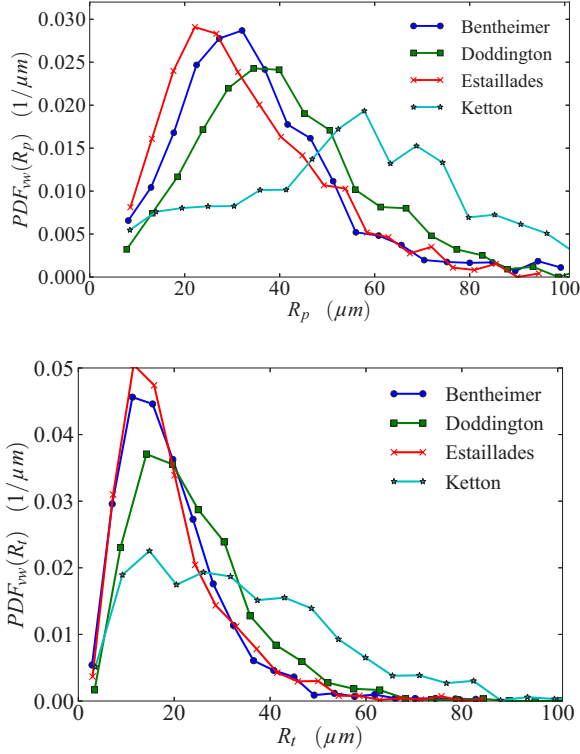 0.030
0.025
0.020
0.015
0.010
0.005
0.000
PDF_vw(R_p) (1/μm)
Bentheimer
Doddington
Estaillades
Ketton
0 20 40 60 80 100
R_p (μm)
0.05
0.04
0.03
0.02
0.01
0.00
PDF_vw(R_t) (1/μm)
Bentheimer
Doddington
Estaillades
Ketton
0 20 40 60 80 100
R_t (μm)